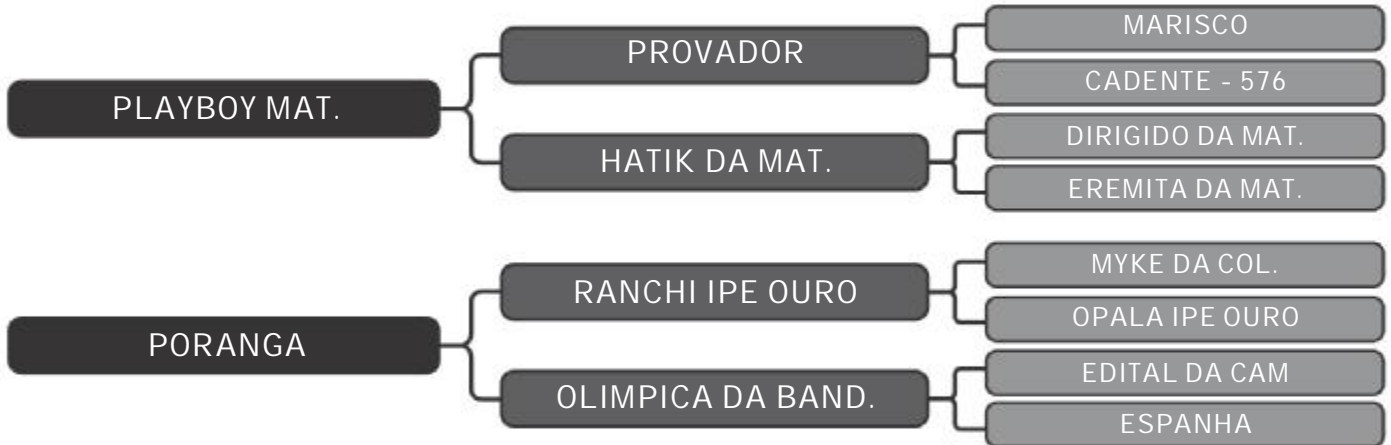 MARISCO
PROVADOR
CADENTE - 576
PLAYBOY MAT.
DIRIGIDO DA MAT.
HATIK DA MAT.
EREMITA DA MAT.
MYKE DA COL.
RANCHI IPE OURO
OPALA IPE OURO
PORANGA
EDITAL DA CAM
OLIMPICA DA BAND.
ESPANHA